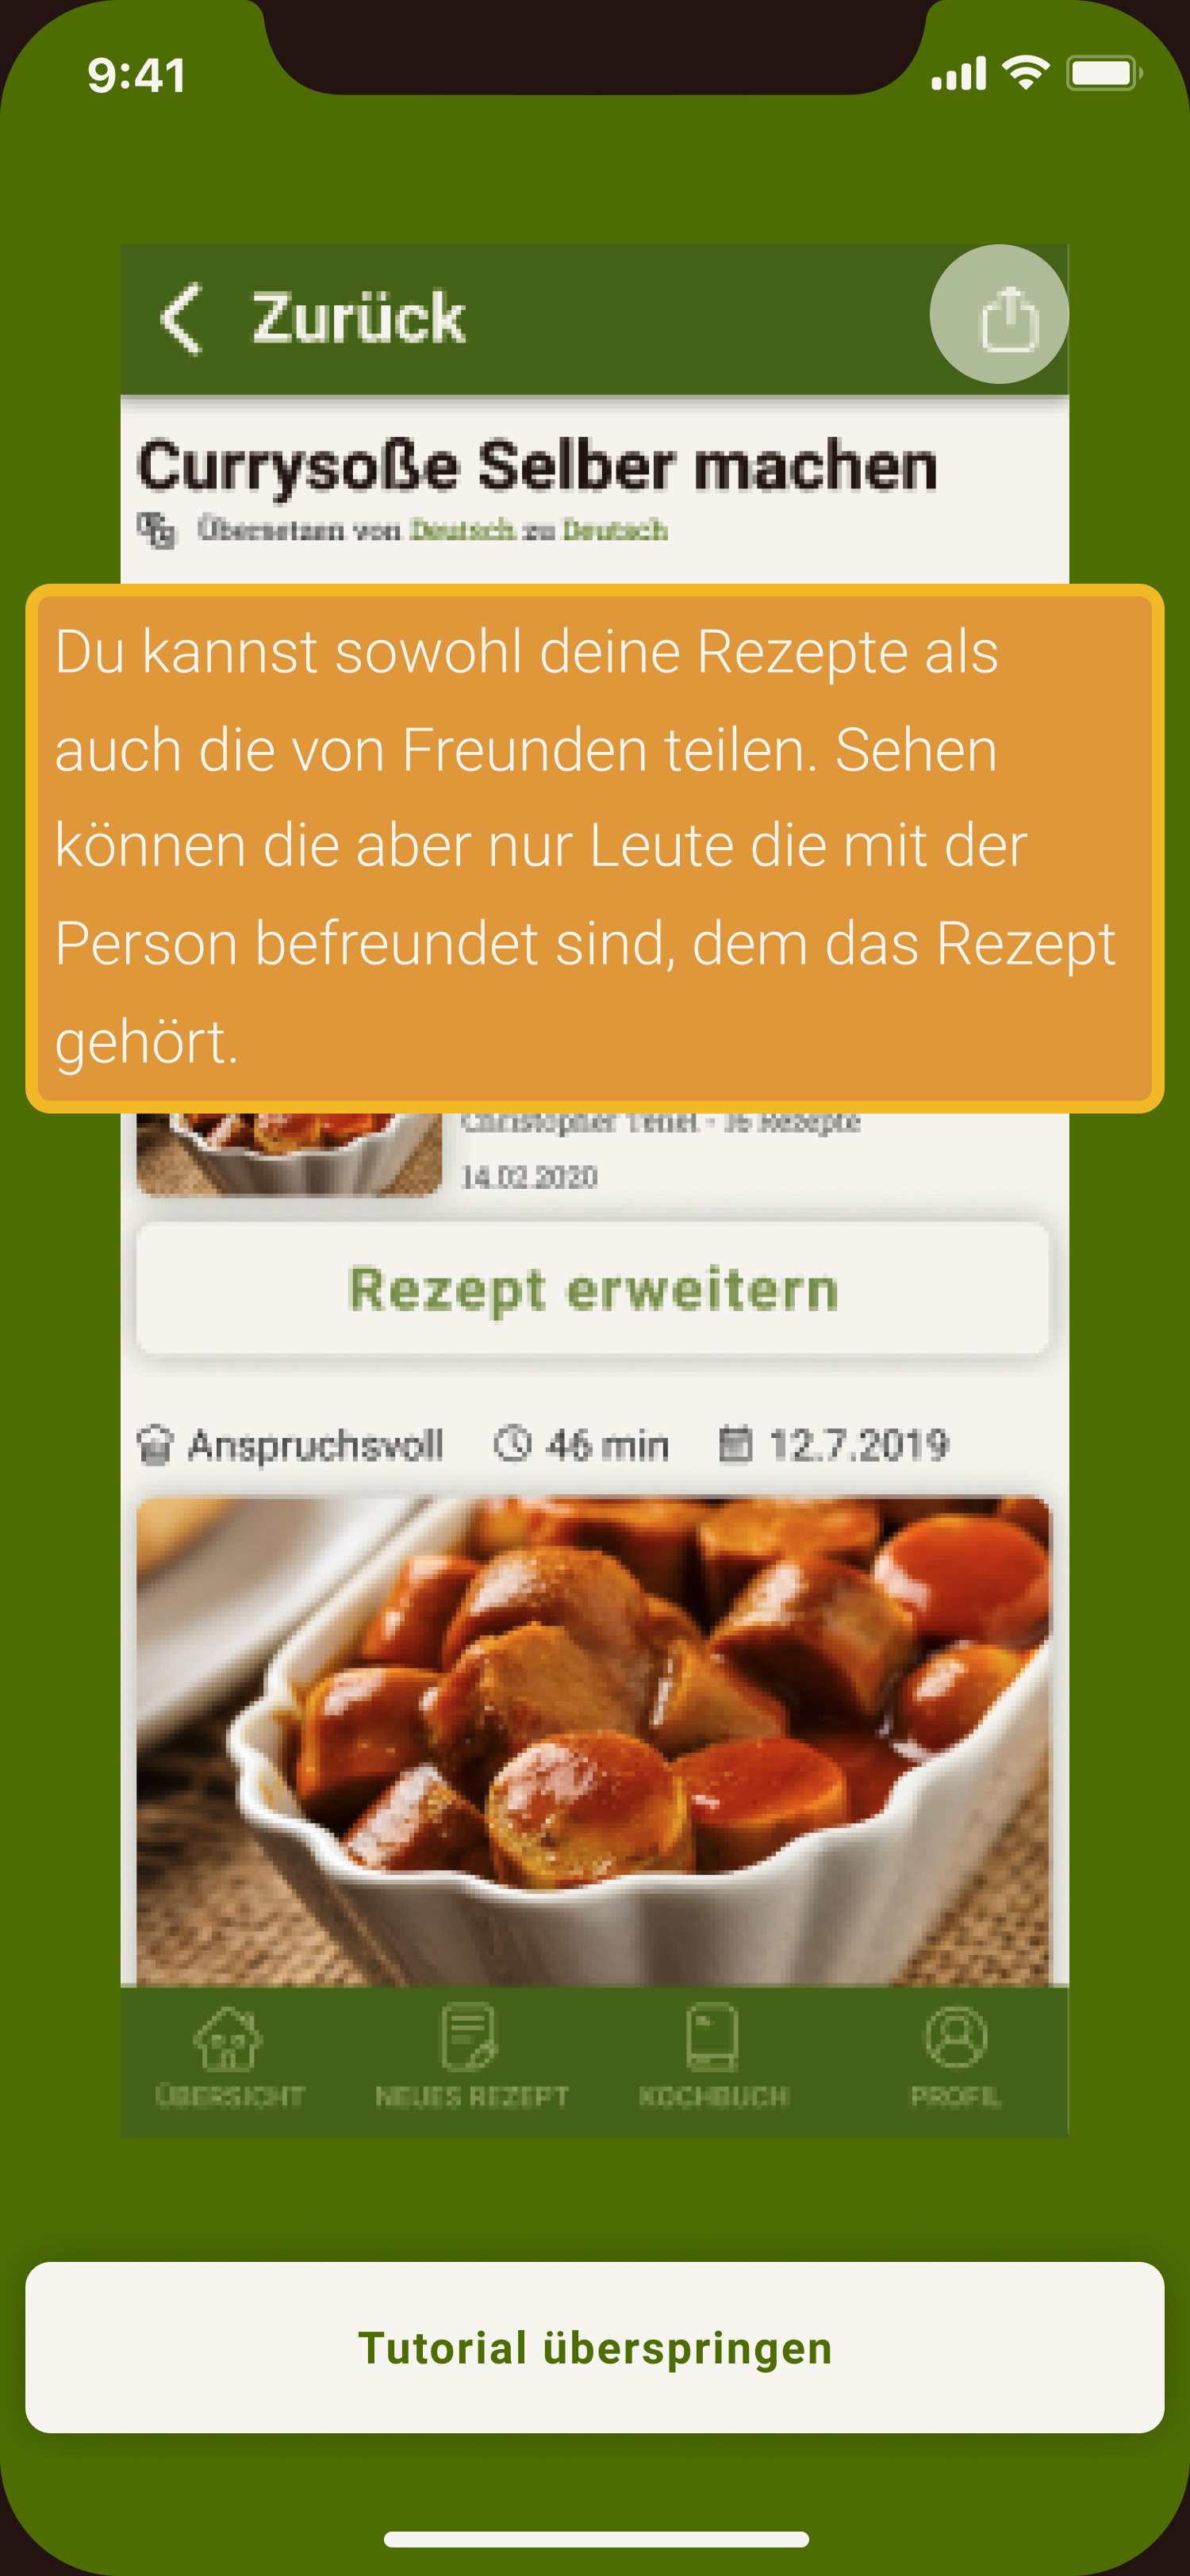 9:41
Zurück
Currysoße Selber machen
Übersetzen von Deutsch zu Deutsch
Du kannst sowohl deine Rezepte als
auch die von Freunden teilen. Sehen
können die aber nur Leute die mit der
Person befreundet sind, dem das Rezept
gehört.
Christopher - 16 Rezepte
14.02.2020
Rezept erweitern
Anspruchsvoll 46 min 12.7.2019
ÜBERSICHT NEUES REZEPT KOCHBUCH PROFIL
Tutorial überspringen